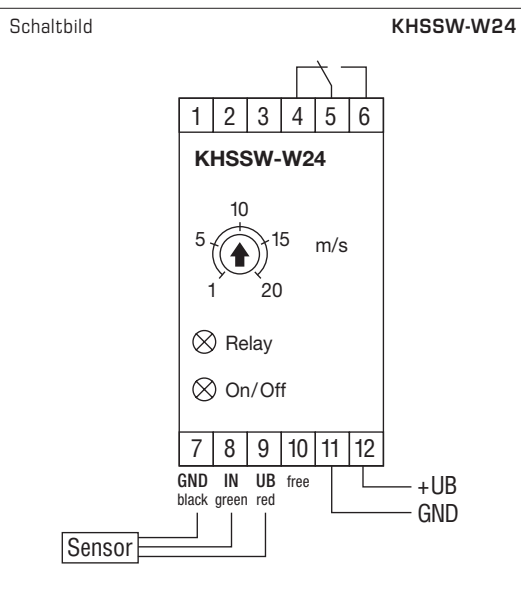 Schaltbild KHSSW-W24
1 2 3 4 5 6
KHSSW-W24
10
5 15 m/s
1 20
Relay
On/Off
7 8 9 10 11 12
GND IN UB free
black green red
+UB
GND
Sensor